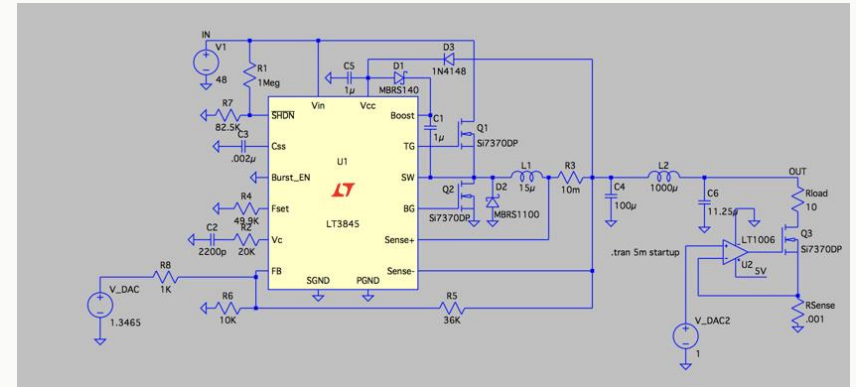 IN
V1
48
R1
1Meg
R7
82.5K
C3
.002µ
R4
49.9K
C2
2200p
R2
20K
R8
1K
V_DAC
1.3465
R6
10K
R5
36K
C5
1µ
D1
MBRS140
D3
1N4148
Vin
Vcc
SHDN
Boost
Css
TG
U1
Burst_EN
SW
Fset
BG
LT3845
Vc
Sense+
FB
Sense-
SGND
PGND
C1
1µ
Q1
Si7370DP
Q2
Si7370DP
D2
MBRS1100
L1
15µ
R3
10m
C4
100µ
L2
1000µ
C6
11.25µ
OUT
Rload
10
LT1006
U2
5V
Q3
Si7370DP
.tran 5m startup
V_DAC2
1
RSense
.001